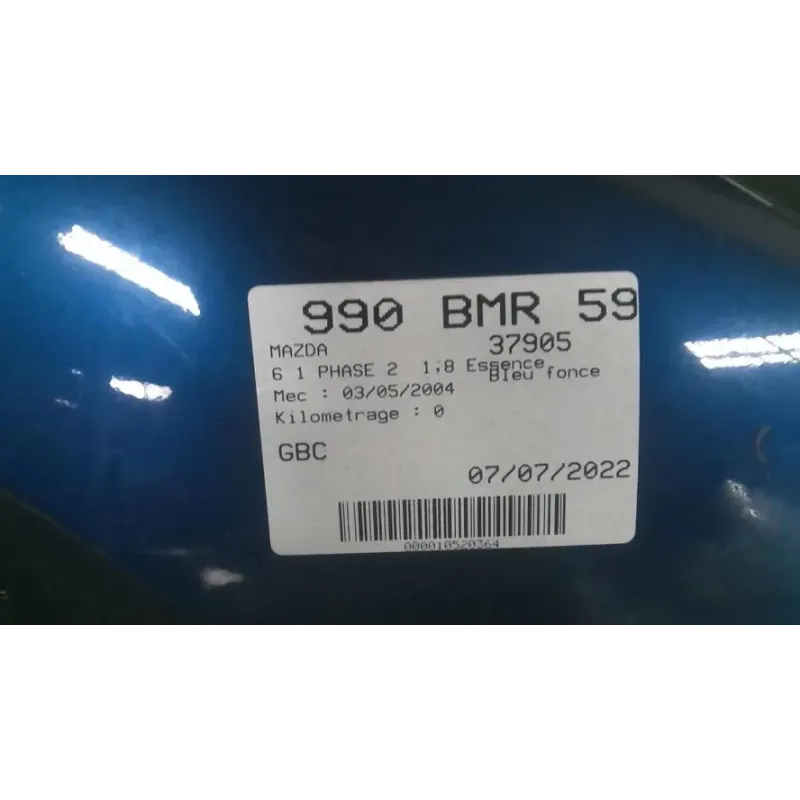 990 BMR 59
MAZDA 37905
6 1 PHASE 2 1,8 Essence
Bleu fonce
Mec : 03/05/2004
Kilometrage : 0
GBC
07/07/2022
000010520364